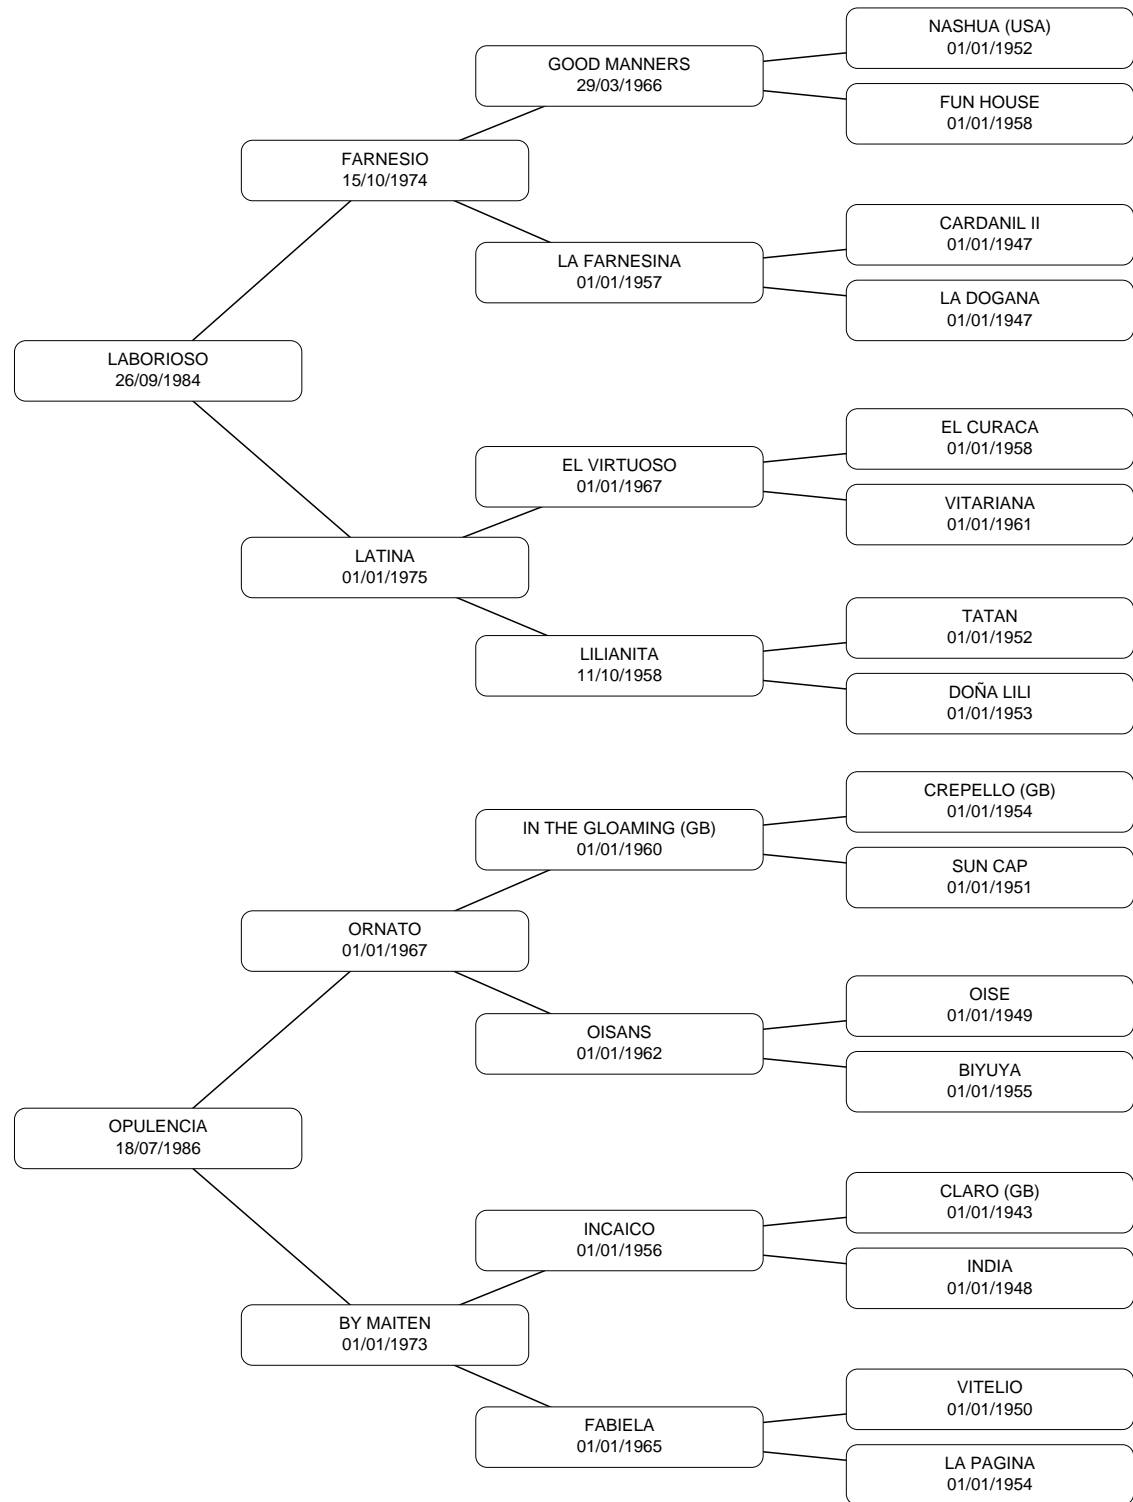 NASHUA (USA)
01/01/1952
GOOD MANNERS
29/03/1966
FUN HOUSE
01/01/1958
FARNESIO
15/10/1974
CARDANIL II
01/01/1947
LA FARNESINA
01/01/1957
LA DOGANA
01/01/1947
LABORIOSO
26/09/1984
EL CURACA
01/01/1958
EL VIRTUOSO
01/01/1967
VITARIANA
01/01/1961
LATINA
01/01/1975
TATAN
01/01/1952
LILIANITA
11/10/1958
DOÑA LILI
01/01/1953
CREPELLO (GB)
01/01/1954
IN THE GLOAMING (GB)
01/01/1960
SUN CAP
01/01/1951
ORNATO
01/01/1967
OISE
01/01/1949
OISANS
01/01/1962
BIYUYA
01/01/1955
OPULENCIA
18/07/1986
CLARO (GB)
01/01/1943
INCAICO
01/01/1956
INDIA
01/01/1948
BY MAITEN
01/01/1973
VITELIO
01/01/1950
FABIELA
01/01/1965
LA PAGINA
01/01/1954